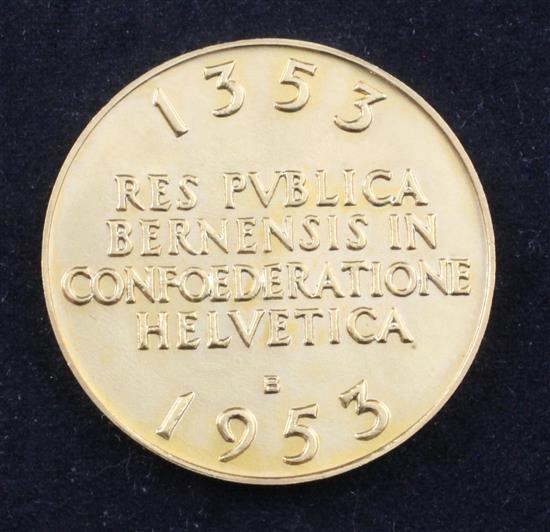 1353
RES PVBLICA
BERNENSIS IN
CONFOEDERATIONE
HELVETICA
B
1953